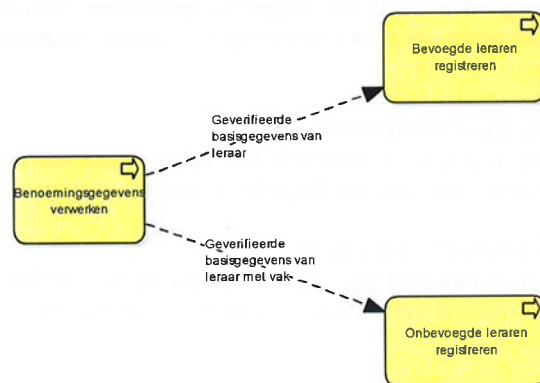 Bevoegde leraren
registreren
Geverifieerde
basisgegevens van
leraar
Benoemingsgegevens
verwerken
Geverifieerde
basisgegevens van
leraar met vak
Onbevoegde leraren
registreren